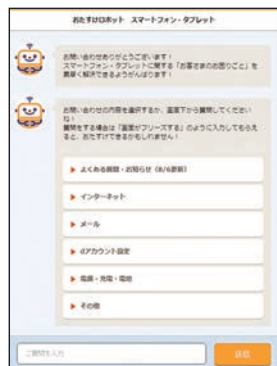 おたすけロボット スマートフォン・タブレット
お問い合わせありがとうございます！
スマートフォン・タブレットに関する「お客さまのお困りごと」を
素早く解決できるようがんばります！
お問い合わせの内容を選択するか、画面下から質問してください
ね！
質問をする場合は「画面がフリーズする」のように入力してもらえ
ると、おたすけできるかもしれません！
よくある質問・お知らせ（8/6更新）
インターネット
メール
dアカウント設定
電源・充電・電池
その他
ご質問を入力
送信